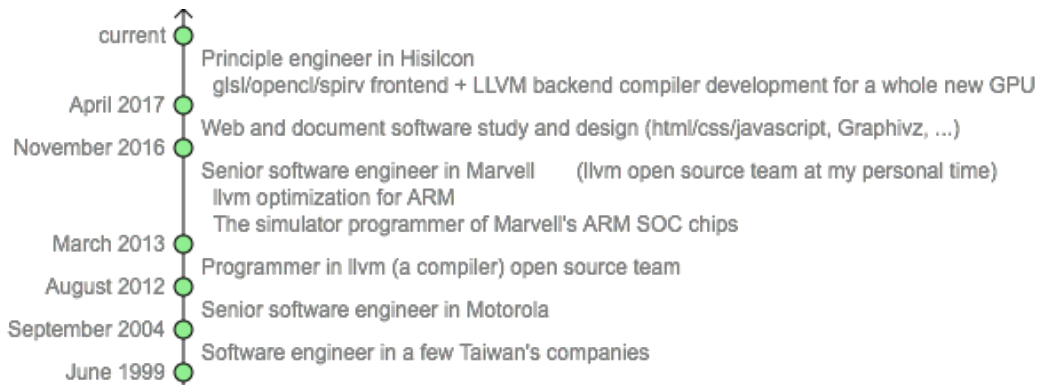 current
Principle engineer in Hisilcon
glsl/opencl/spirv frontend + LLVM backend compiler development for a whole new GPU
April 2017
Web and document software study and design (html/css/javascript, Graphivz, ...)
November 2016
Senior software engineer in Marvell (llvm open source team at my personal time)
llvm optimization for ARM
The simulator programmer of Marvell's ARM SOC chips
March 2013
Programmer in llvm (a compiler) open source team
August 2012
Senior software engineer in Motorola
September 2004
Software engineer in a few Taiwan's companies
June 1999